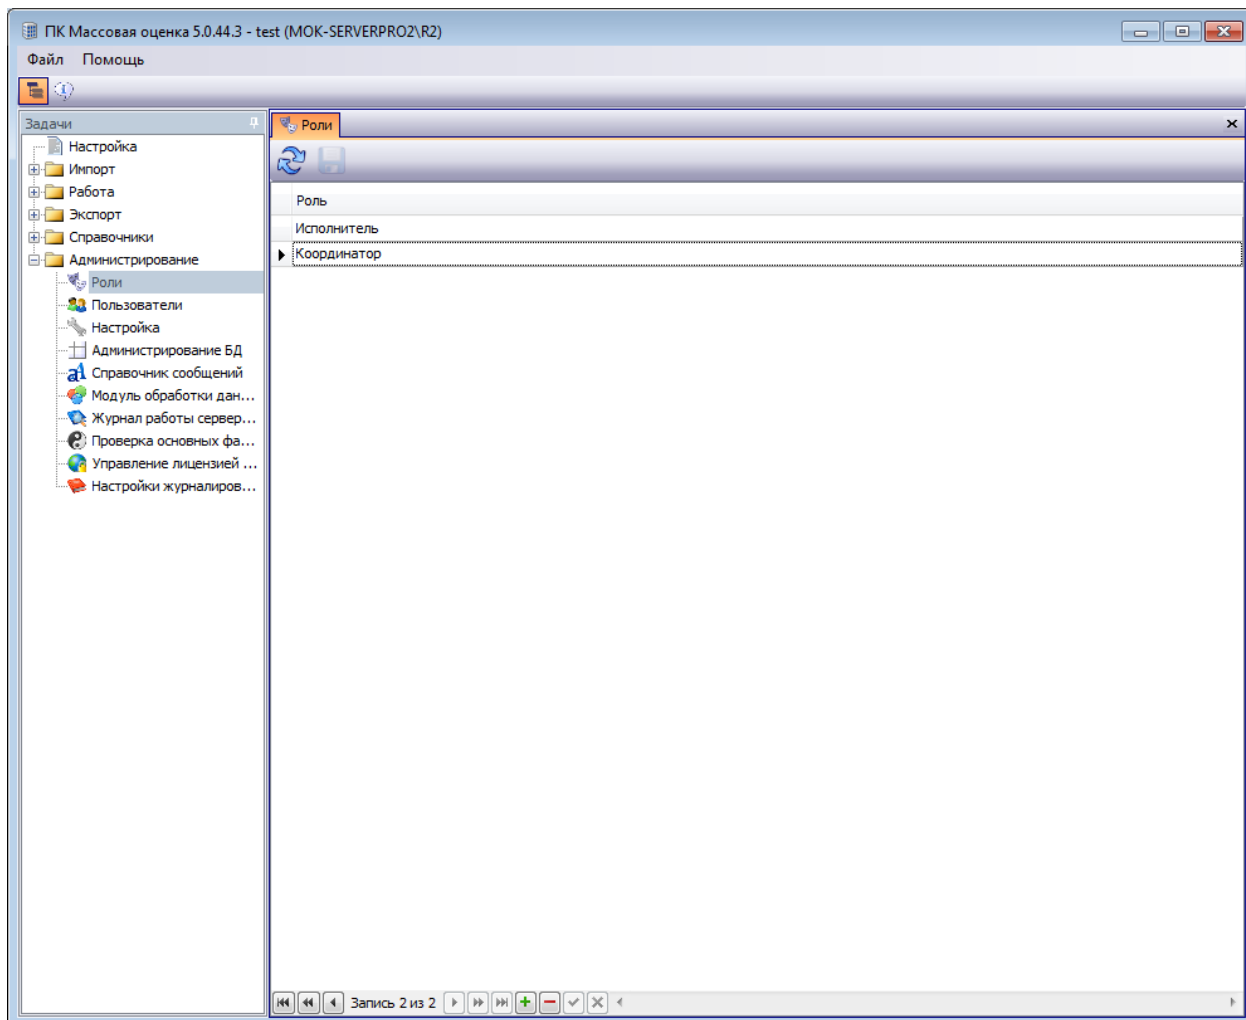 ПК Массовая оценка 5.0.44.3 - test (MOK-SERVERPRO2\R2)
Файл Помощь
Задачи
Настройка
Импорт
Работа
Экспорт
Справочники
Администрирование
Роли
Пользователи
Настройка
Администрирование БД
Справочник сообщений
Модуль обработки дан...
Журнал работы сервер...
Проверка основных фа...
Управление лицензией ...
Настройки журналиров...
Роли
Роль
Исполнитель
Координатор
Запись 2 из 2